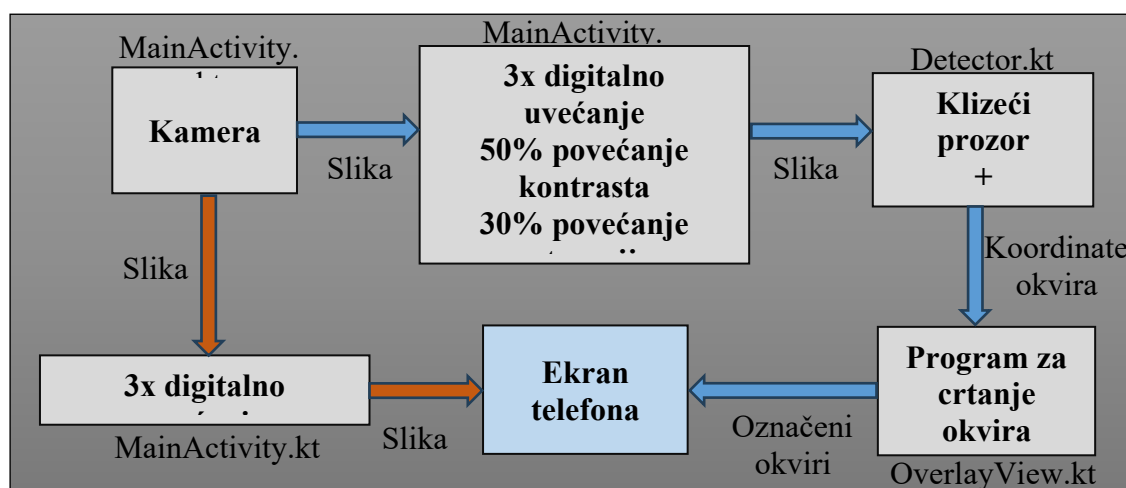 MainActivity.
Kamera
Slika
MainActivity.
3x digitalno
uvećanje
50% povećanje
kontrasta
30% povećanje
Slika
Detector.kt
Klizeći
prozor
+
Koordinate
okvira
Slika
3x digitalno
MainActivity.kt
Slika
Ekran
telefona
Označeni
okviri
Program za
crtanje
okvira
OverlayView.kt